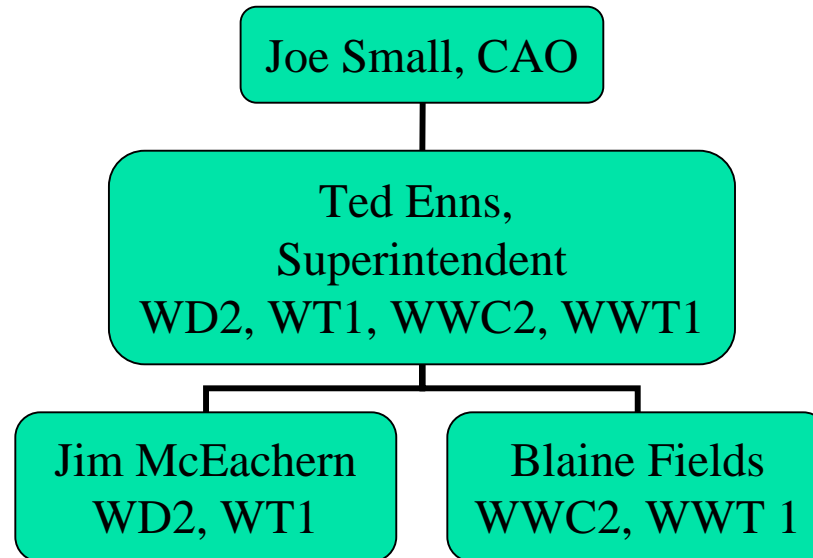 Joe Small, CAO
Ted Enns,
Superintendent
WD2, WT1, WWC2, WWT1
Jim McEachern
WD2, WT1
Blaine Fields
WWC2, WWT 1